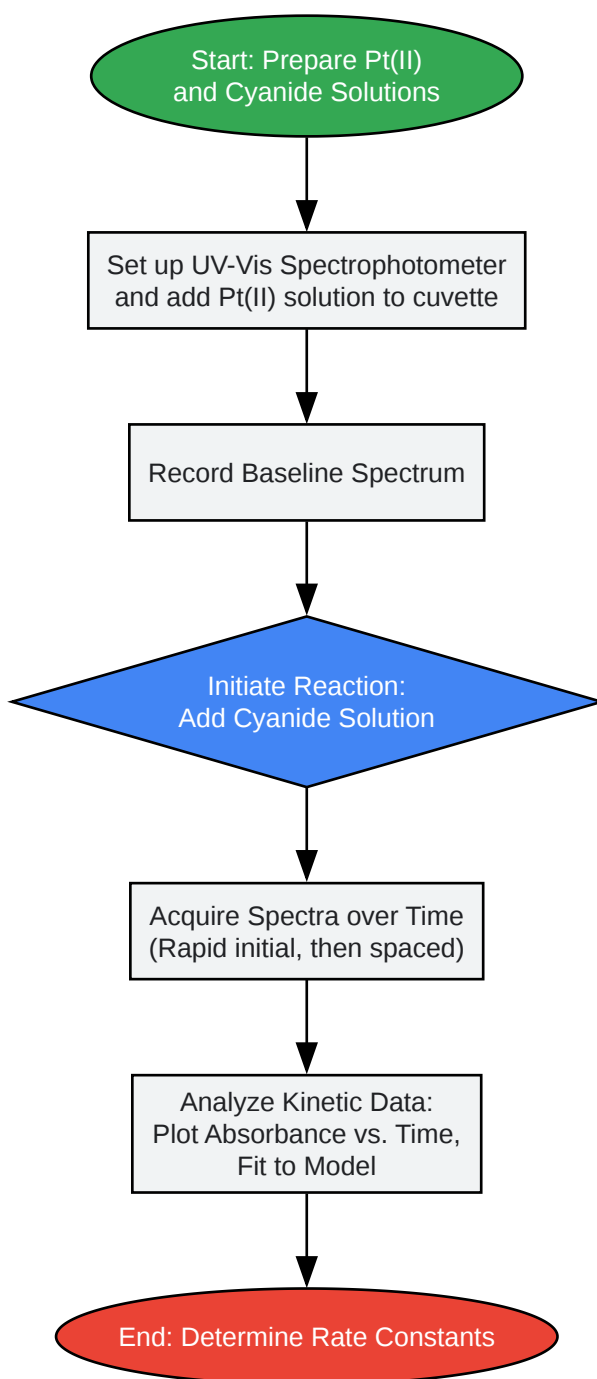 Start: Prepare Pt(II)
and Cyanide Solutions
Set up UV-Vis Spectrophotometer
and add Pt(II) solution to cuvette
Record Baseline Spectrum
Initiate Reaction:
Add Cyanide Solution
Acquire Spectra over Time
(Rapid initial, then spaced)
Analyze Kinetic Data:
Plot Absorbance vs. Time,
Fit to Model
End: Determine Rate Constants